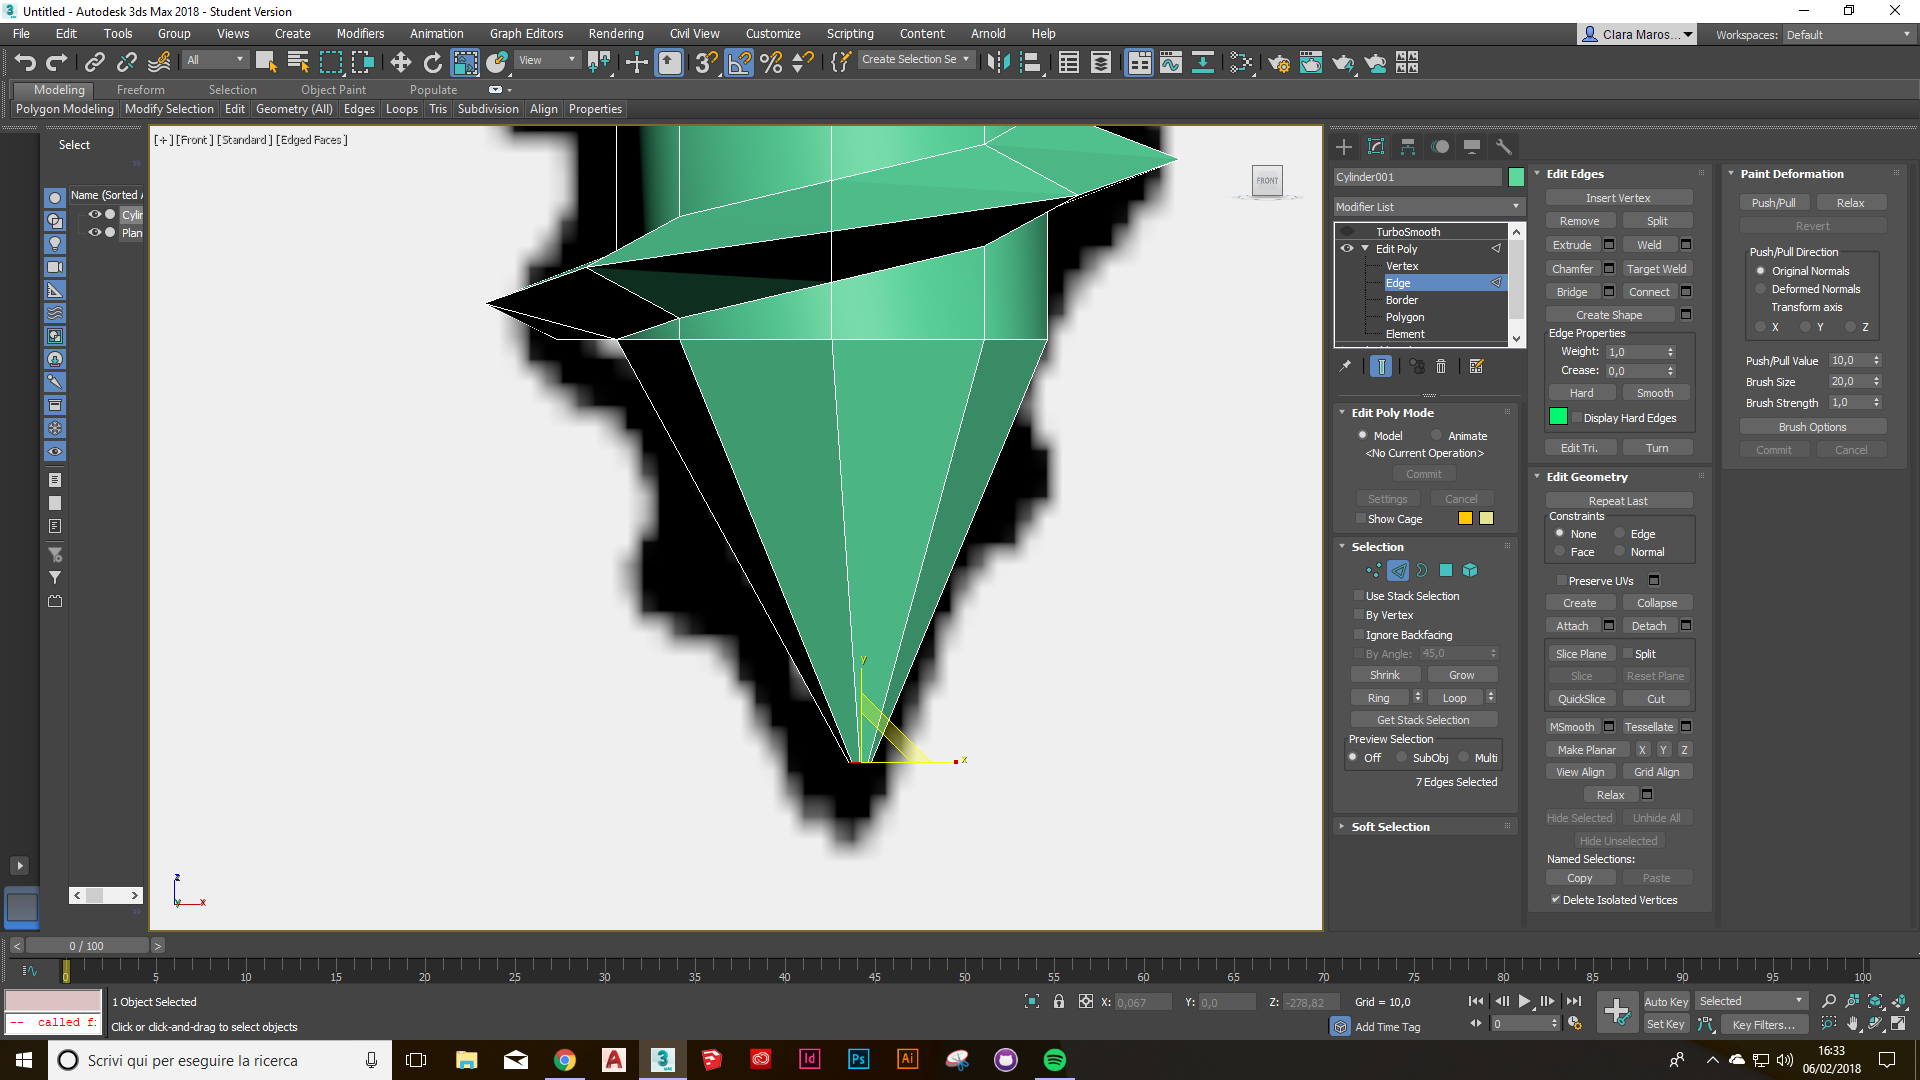 Untitled - Autodesk 3ds Max 2018 - Student Version
File Edit Tools Group Views Create Modifiers Animation Graph Editors Rendering Civil View Customize Scripting Content Arnold Help
Clara Maros... Workspaces: Default
All View Create Selection Se
Modeling Freeform Selection Object Paint Populate
Polygon Modeling Modify Selection Edit Geometry (All) Edges Loops Tris Subdivision Align Properties
Select
Name (Sorted A
Cylin
Plan
[+] [Front] [Standard] [Edged Faces]
FRONT
y
x
z
y x
Cylinder001
Modifier List
TurboSmooth
Edit Poly
Vertex
Edge
Border
Polygon
Element
Edit Poly Mode
Model Animate
<No Current Operation>
Commit
Settings Cancel
Show Cage
Selection
Use Stack Selection
By Vertex
Ignore Backfacing
By Angle: 45,0
Shrink Grow
Ring Loop
Get Stack Selection
Preview Selection
Off SubObj Multi
7 Edges Selected
Soft Selection
Edit Edges
Insert Vertex
Remove Split
Extrude Weld
Chamfer Target Weld
Bridge Connect
Create Shape
Edge Properties
Weight: 1,0
Crease: 0,0
Hard Smooth
Display Hard Edges
Edit Tri. Turn
Edit Geometry
Repeat Last
Constraints
None Edge
Face Normal
Preserve UVs
Create Collapse
Attach Detach
Slice Plane Split
Slice Reset Plane
QuickSlice Cut
MSmooth Tessellate
Make Planar X Y Z
View Align Grid Align
Relax
Hide Selected Unhide All
Hide Unselected
Named Selections:
Copy Paste
Delete Isolated Vertices
Paint Deformation
Push/Pull Relax
Revert
Push/Pull Direction
Original Normals
Deformed Normals
Transform axis
X Y Z
Push/Pull Value 10,0
Brush Size 20,0
Brush Strength 1,0
Brush Options
Commit Cancel
< 0 / 100 >
0 5 10 15 20 25 30 35 40 45 50 55 60 65 70 75 80 85 90 95 100
1 Object Selected
X: 0,067 Y: 0,0 Z: -278,82 Grid = 10,0
Auto Key Selected
-- called f:
Click or click-and-drag to select objects
Add Time Tag
0
Set Key Key Filters...
Scrivi qui per eseguire la ricerca
16:33
06/02/2018